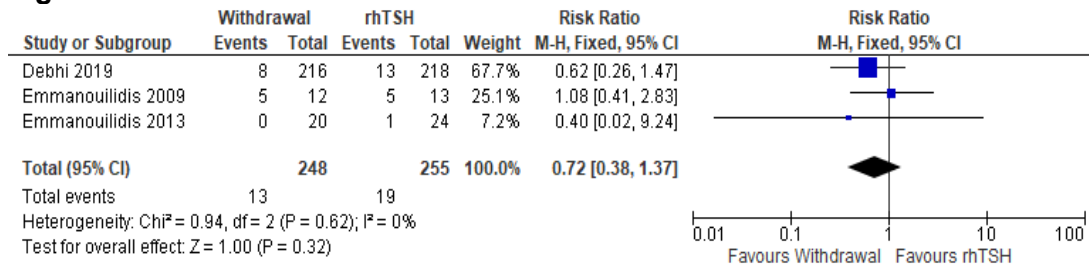 Withdrawal rhTSH Risk Ratio Risk Ratio
Study or Subgroup Events Total Events Total Weight M-H, Fixed, 95% CI M-H, Fixed, 95% CI
Debhi 2019 8 216 13 218 67.7% 0.62 [0.26, 1.47]
Emmanouilidis 2009 5 12 5 13 25.1% 1.08 [0.41, 2.83]
Emmanouilidis 2013 0 20 1 24 7.2% 0.40 [0.02, 9.24]
Total (95% CI) 248 255 100.0% 0.72 [0.38, 1.37]
Total events 13 19
Heterogeneity: Chi² = 0.94, df = 2 (P = 0.62); I² = 0%
Test for overall effect: Z = 1.00 (P = 0.32)
0.01 0.1 1 10 100
Favours Withdrawal Favours rhTSH